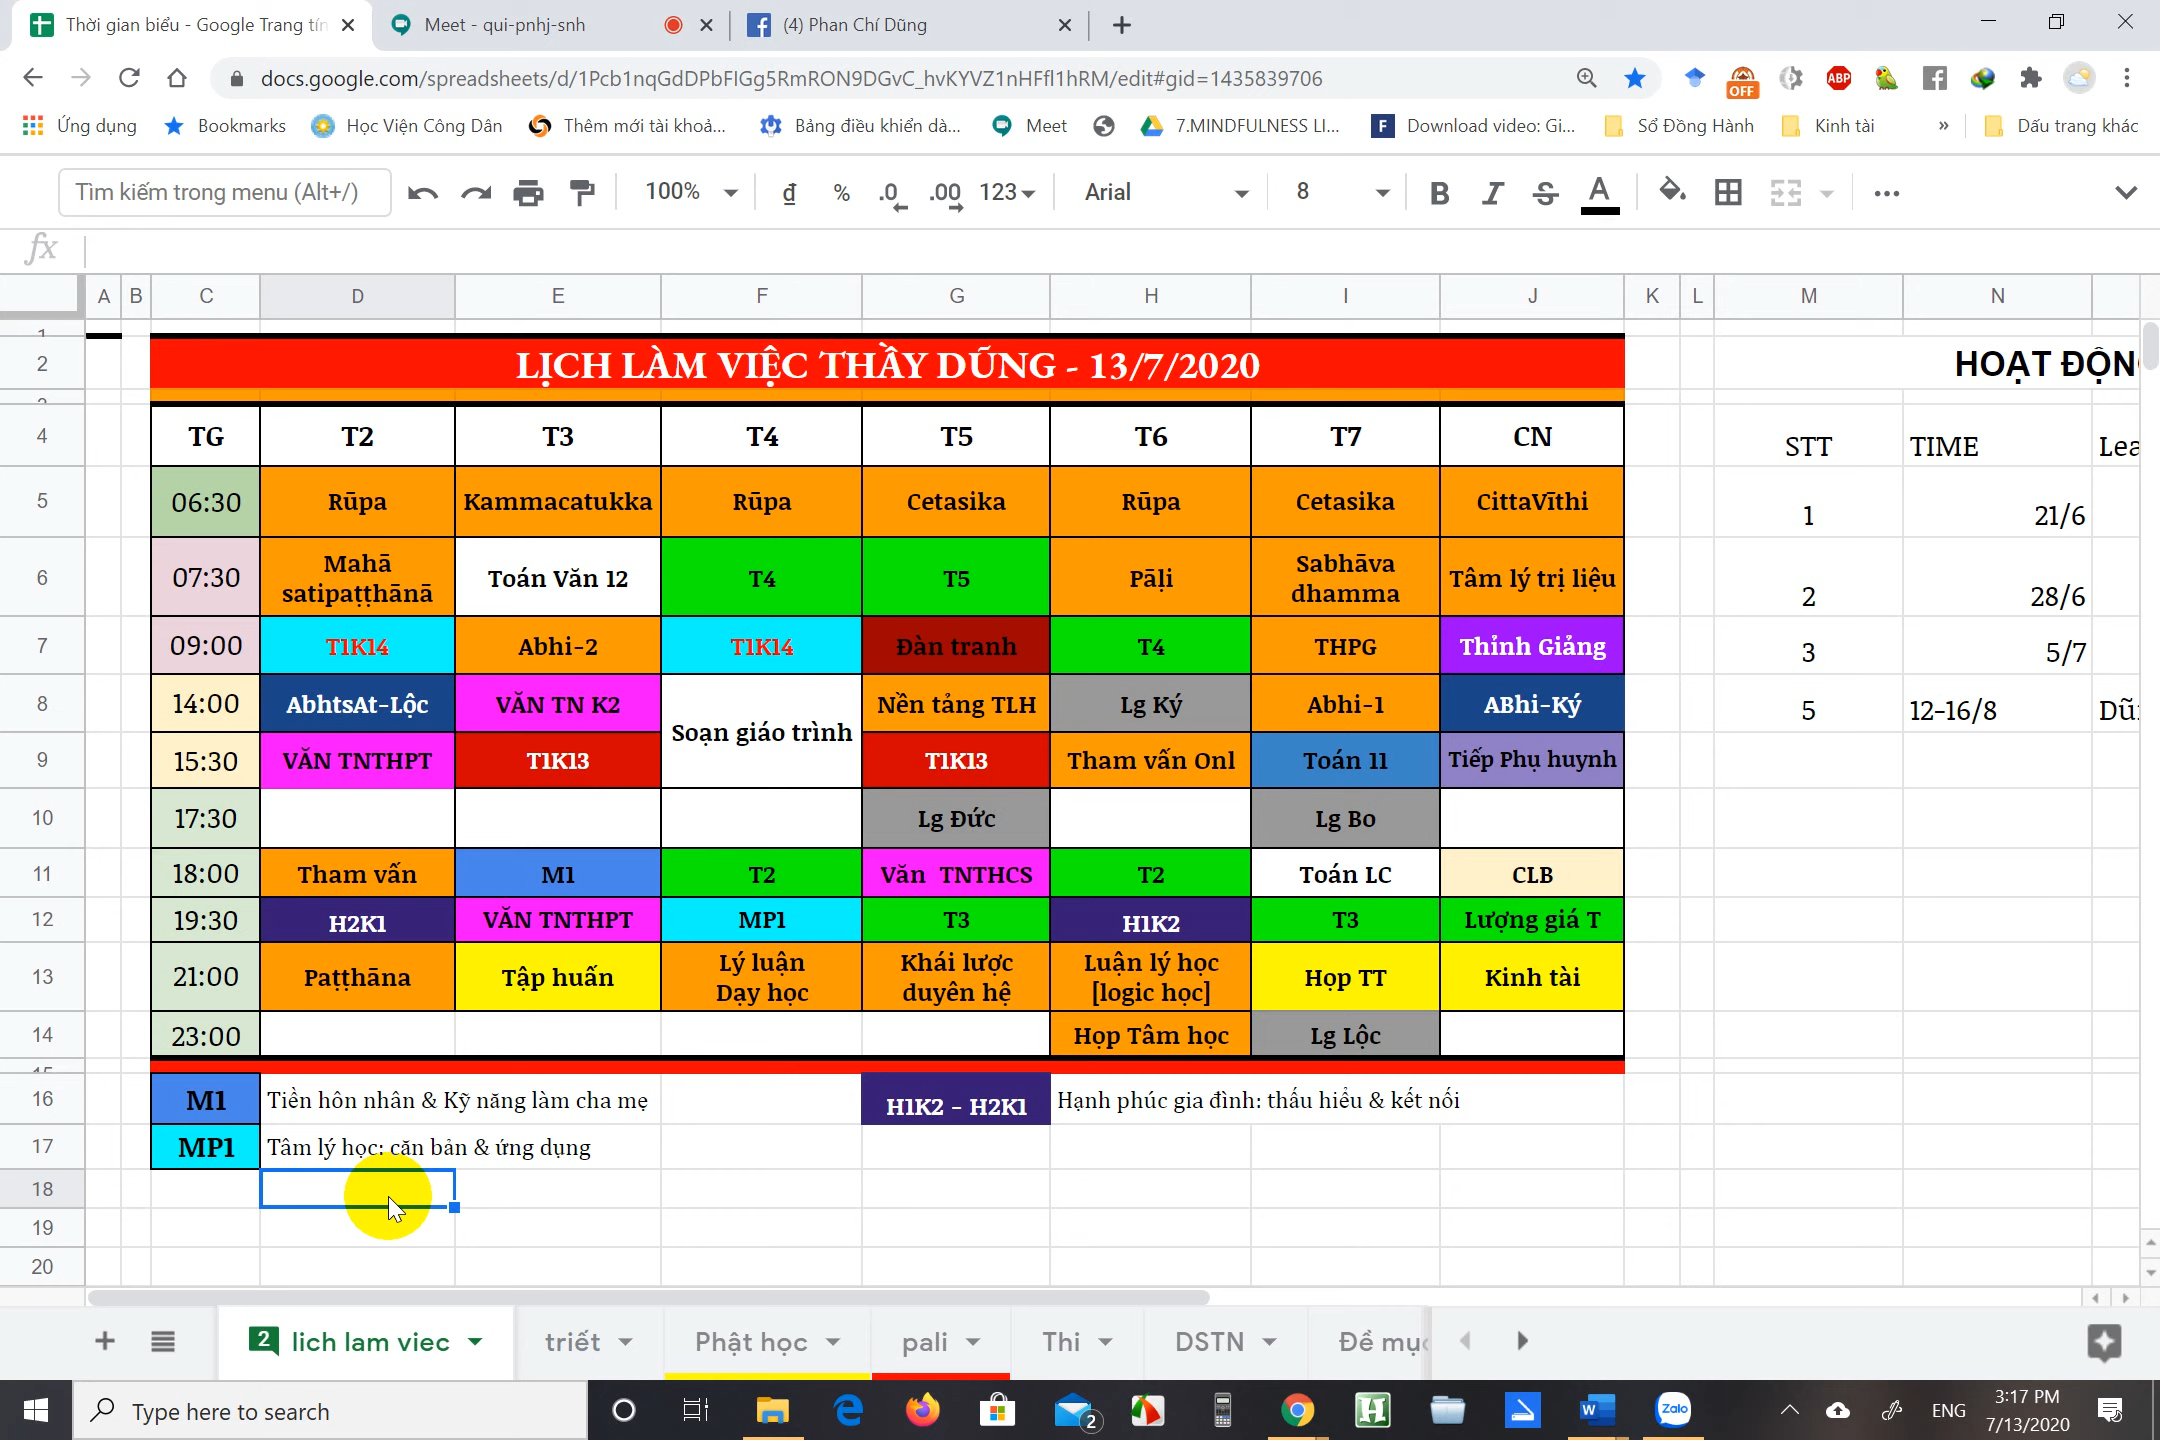 Thời gian biểu - Google Trang tín
Meet - qui-pnhj-snh
(4) Phan Chí Dũng
docs.google.com/spreadsheets/d/1Pcb1nqGdDPbFIGg5RmRON9DGvC_hvKYVZ1nHFfl1hRM/edit#gid=1435839706
OFF
ABP
Ứng dụng
Bookmarks
Học Viện Công Dân
Thêm mới tài khoả...
Bảng điều khiển dà...
Meet
7.MINDFULNESS LI...
Download video: Gi...
Sổ Đồng Hành
Kinh tài
»
Dấu trang khác
Tìm kiếm trong menu (Alt+/)
100%
đ
%
.0
.00
123
Arial
8
B
I
S
A
fx
A B C D E F G H I J K L M N
1
2 LỊCH LÀM VIỆC THẦY DŨNG - 13/7/2020 HOẠT ĐỘN
4 TG T2 T3 T4 T5 T6 T7 CN STT TIME Lea
5 06:30 Rūpa Kammacatukka Rūpa Cetasika Rūpa Cetasika CittaVīthi 1 21/6
6 07:30 Mahā satipaṭṭhānā Toán Văn 12 T4 T5 Pāḷi Sabhāva dhamma Tâm lý trị liệu 2 28/6
7 09:00 T1K14 Abhi-2 T1K14 Đàn tranh T4 THPG Thỉnh Giảng 3 5/7
8 14:00 AbhtsAt-Lộc VĂN TN K2 Soạn giáo trình Nền tảng TLH Lg Ký Abhi-1 ABhi-Ký 5 12-16/8 Dũ
9 15:30 VĂN TNTHPT T1K13 T1K13 Tham vấn Onl Toán 11 Tiếp Phụ huynh
10 17:30 Lg Đức Lg Bo
11 18:00 Tham vấn M1 T2 Văn TNTHCS T2 Toán LC CLB
12 19:30 H2K1 VĂN TNTHPT MP1 T3 H1K2 T3 Lượng giá T
13 21:00 Paṭṭhāna Tập huấn Lý luận Dạy học Khái lược duyên hệ Luận lý học [logic học] Họp TT Kinh tài
14 23:00 Họp Tâm học Lg Lộc
16 M1 Tiền hôn nhân & Kỹ năng làm cha mẹ H1K2 - H2K1 Hạnh phúc gia đình: thấu hiểu & kết nối
17 MP1 Tâm lý học: căn bản & ứng dụng
18
19
20
2 lich lam viec
triết
Phật học
pali
Thi
DSTN
Đề mục
Type here to search
2
Zalo
ENG
3:17 PM
7/13/2020